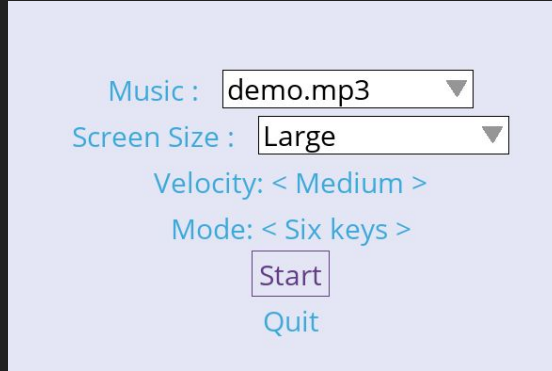 Music : demo.mp3
Screen Size : Large
Velocity: < Medium >
Mode: < Six keys >
Start
Quit